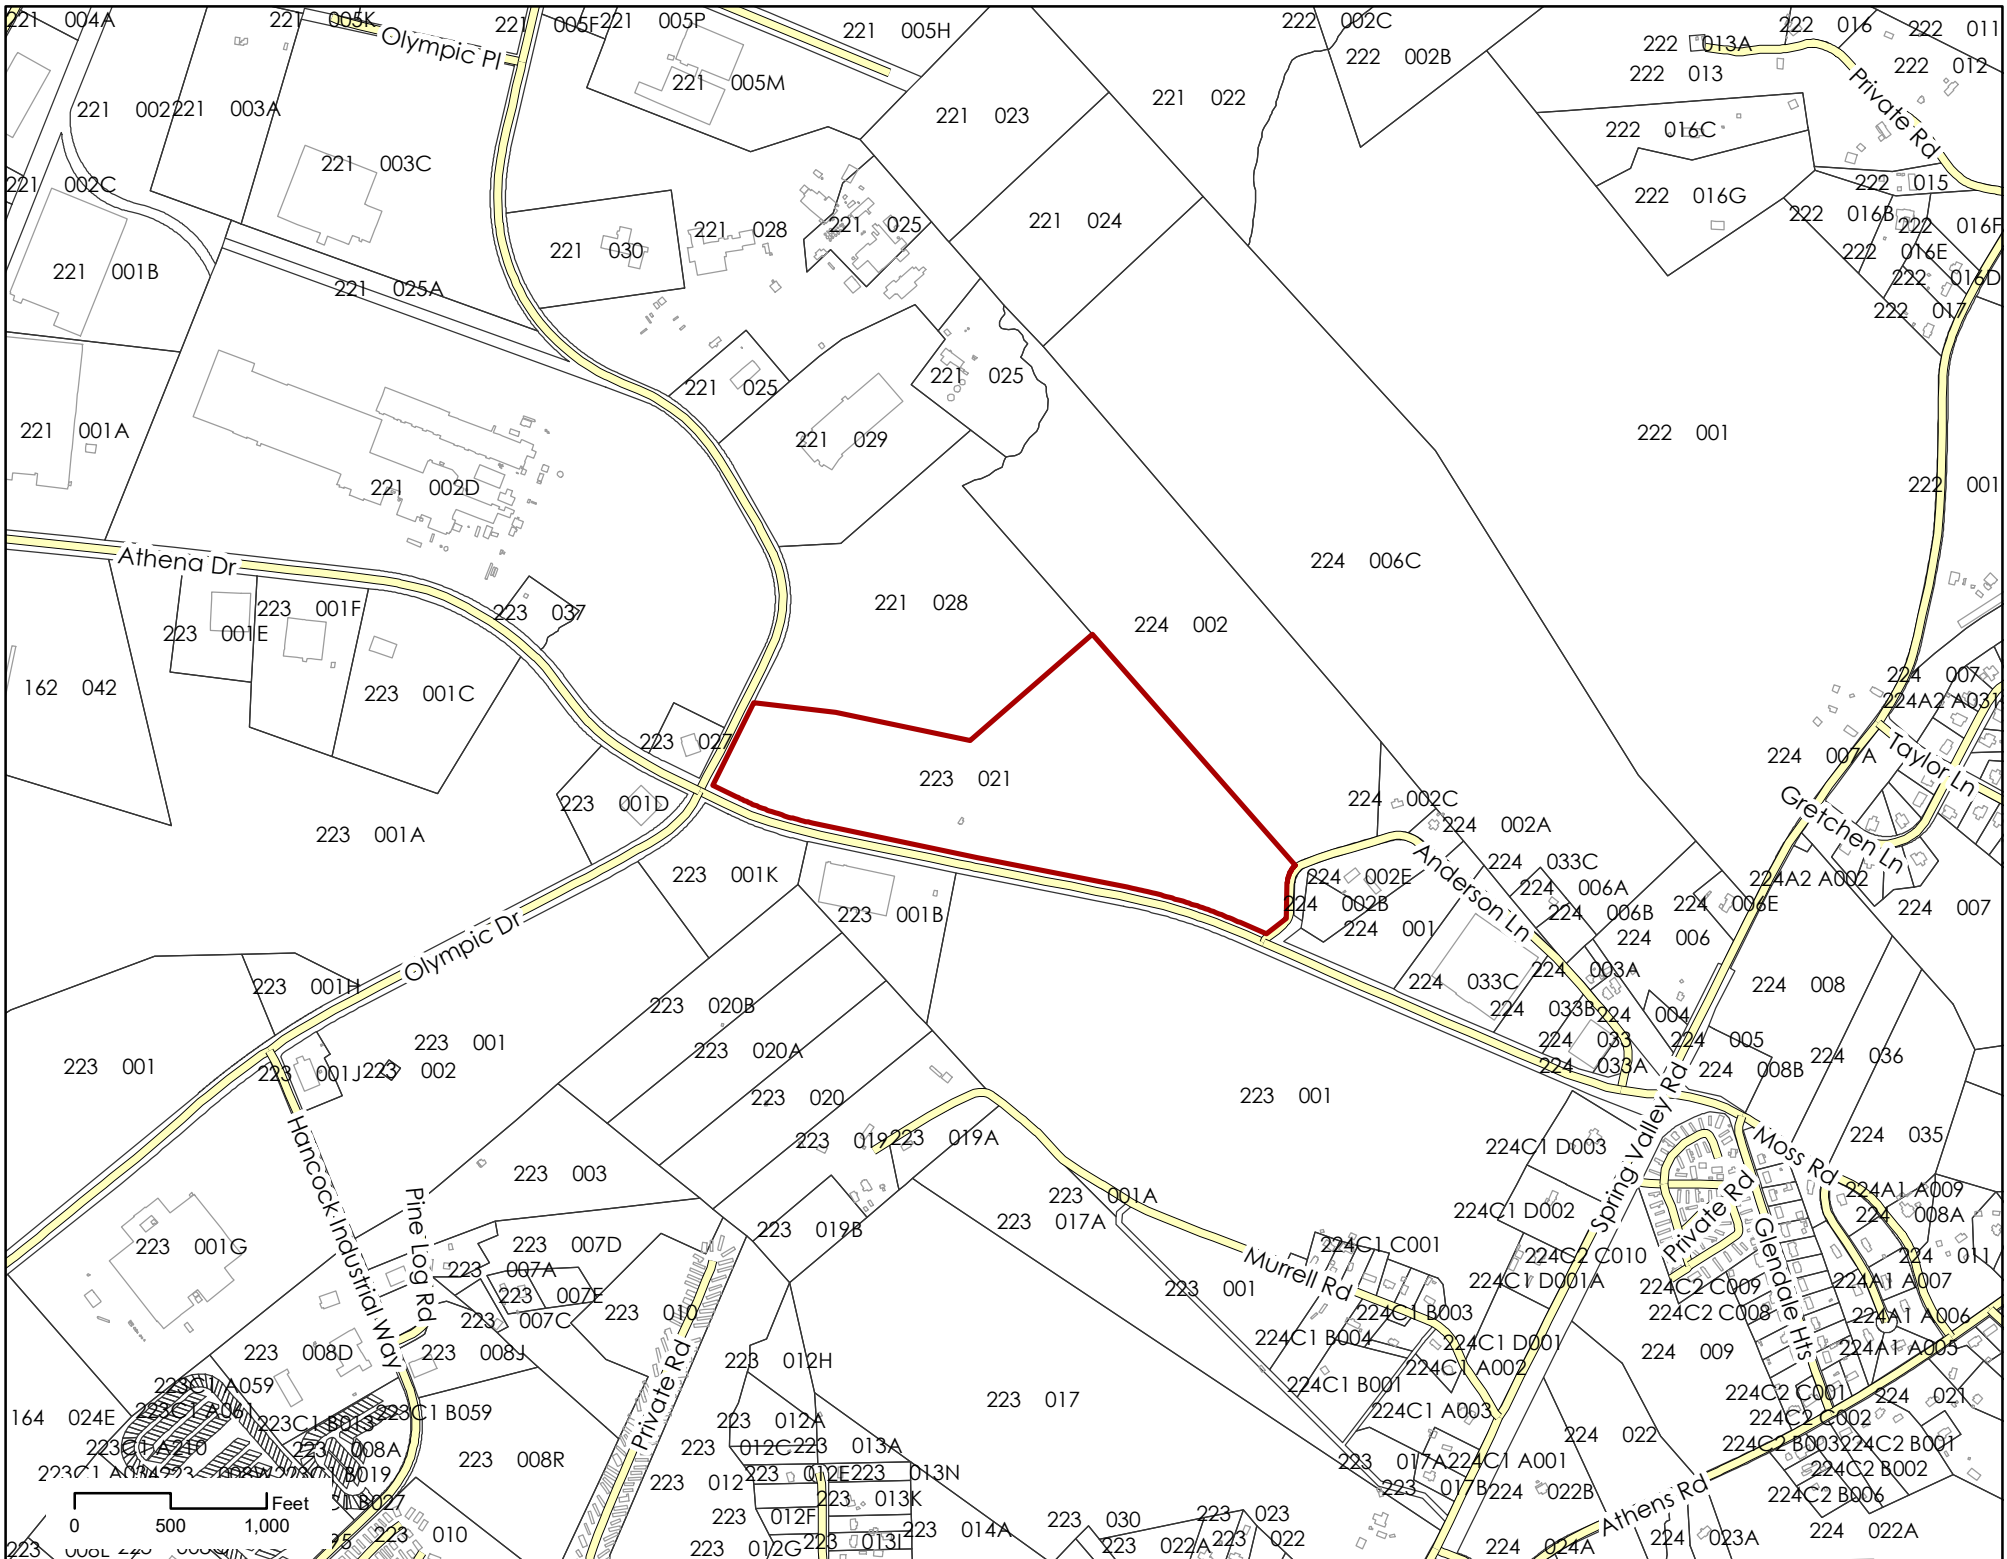 221 004A
221 005K
221 005F
221 005P
221 005H
222 002C
222 002B
222 016
222 011
222 013A
222 013
222 012
Olympic Pl
221 005M
221 022
221 023
221 002
221 003A
221 003C
222 016C
Private Rd
221 002C
222 015
222 016G
222 016B
222 016F
221 030
221 028
221 025
221 024
222 016E
221 001B
221 025A
222 016D
222 017
221 025
221 025
221 001A
221 029
222 001
221 002D
222 001
Athena Dr
224 006C
223 001F
223 037
221 028
223 001E
224 002
162 042
223 001C
224 007
224A2 A031
223 027
224 007A
Taylor Ln
223 021
223 001D
224 002C
Gretchen Ln
224 002A
223 001A
Anderson Ln
224 033C
223 001K
224 002E
224 006A
224A2 A002
224 002B
224 006E
224 007
223 001B
224 006B
224 001
224 006
Olympic Dr
224 003A
224 033C
223 001H
224 008
223 020B
224 033B
224 004
223 001
224 033
224 005
223 020A
224 036
223 001
223 001J
223 002
224 033A
224 008B
223 020
223 001
Spring Valley Rd
Hancock Industrial Way
223 019
223 019A
224C1 D003
Moss Rd
224 035
223 003
Pine Log Rd
223 001A
224A1 A009
223 017A
224C1 D002
Private Rd
224 008A
223 019B
Glendale Hts
223 001G
223 007D
224C1 C001
224C2 C010
224 011
223 007A
Murrell Rd
224C1 D001A
224C2 C009
224A1 A007
223 007E
223 001
223 010
224C1 B003
224C2 C008
224A1 A006
223 007C
224C1 B004
224C1 D001
224A1 A005
223 008D
223 008J
223 012H
224C1 A002
224 009
223C1 A059
Private Rd
224C1 B001
224C2 C001
224 021
164 024E
223C1 A061
223C1 B013
223C1 B059
223 012A
223 017
224C1 A003
224C2 C002
223C1 A210
223 008A
223 012C
223 013A
224 022
224C2 B003
224C2 B001
223 008R
223 017A
224C1 A001
224C2 B002
223C1 B019
223 012
223 012E
223 013N
223 017B
224 022B
224C2 B006
Feet
0 500 1,000
223 013K
223 012F
Athens Rd
223 010
223 014A
223 030
223 023
224 022A
223 012G
223 022A
223 022
224 024A
224 023A